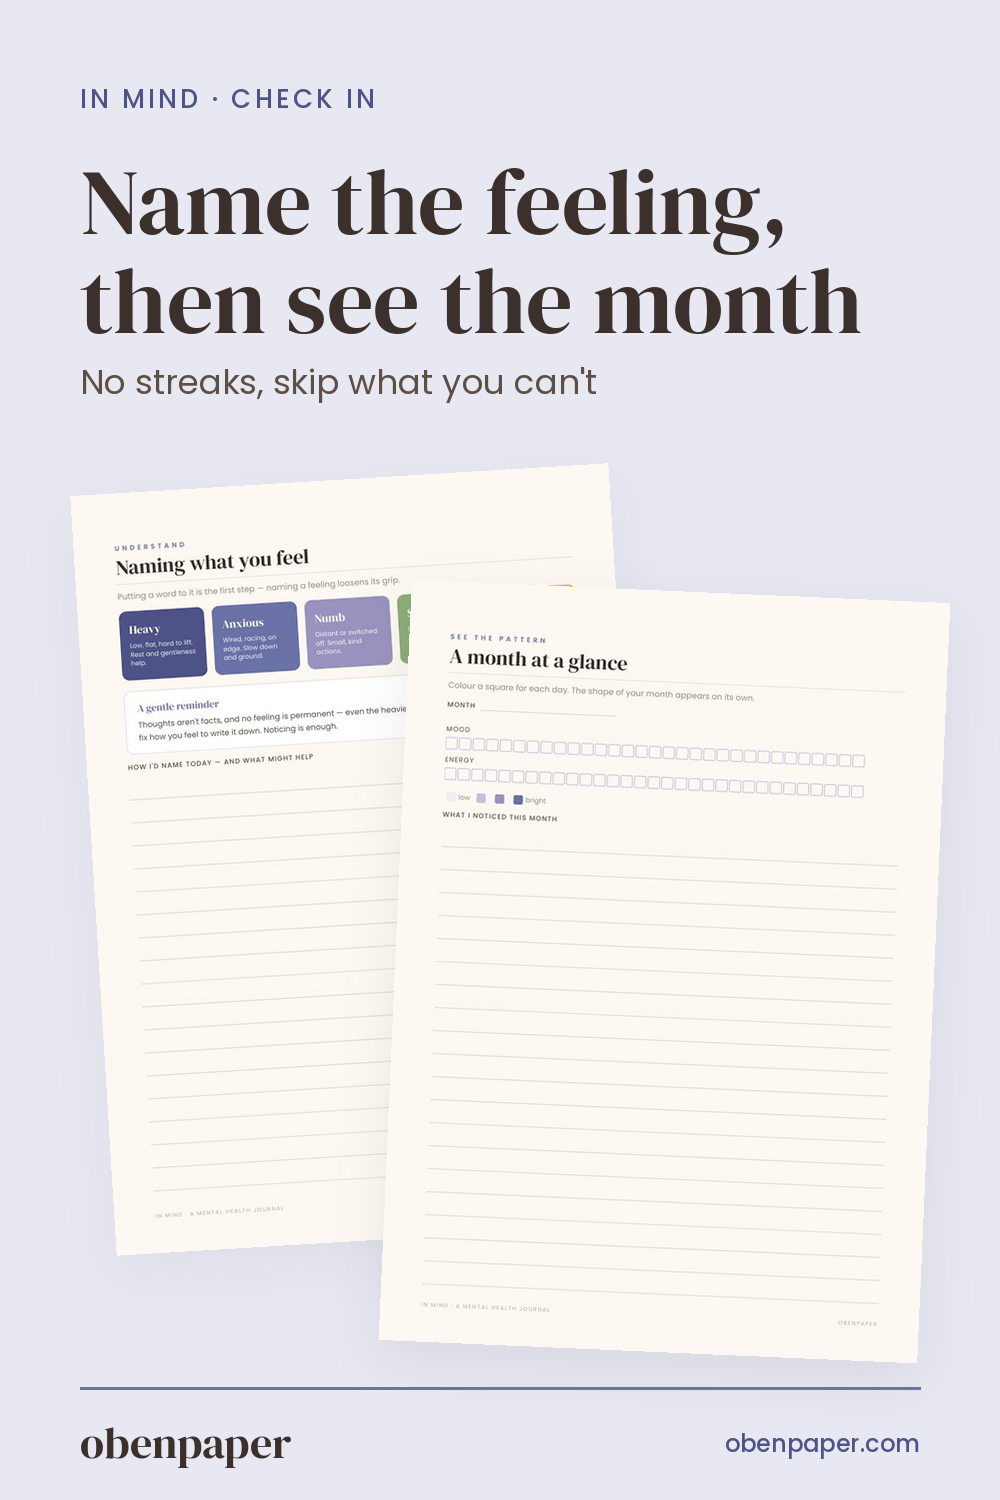 IN MIND · CHECK IN
Name the feeling,
then see the month
No streaks, skip what you can't
UNDERSTAND
Naming what you feel
Putting a word to it is the first step — naming a feeling loosens its grip.
Heavy
Low, flat, hard to lift.
Rest and gentleness
help.
Anxious
Wired, racing, on
edge. Slow down
and ground.
Numb
Distant or switched
off. Small, kind
actions.
A gentle reminder
Thoughts aren't facts, and no feeling is permanent — even the heavie
fix how you feel to write it down. Noticing is enough.
HOW I'D NAME TODAY — AND WHAT MIGHT HELP
IN MIND · A MENTAL HEALTH JOURNAL
SEE THE PATTERN
A month at a glance
Colour a square for each day. The shape of your month appears on its own.
MONTH
MOOD
ENERGY
low bright
WHAT I NOTICED THIS MONTH
IN MIND · A MENTAL HEALTH JOURNAL
OBENPAPER
obenpaper
obenpaper.com